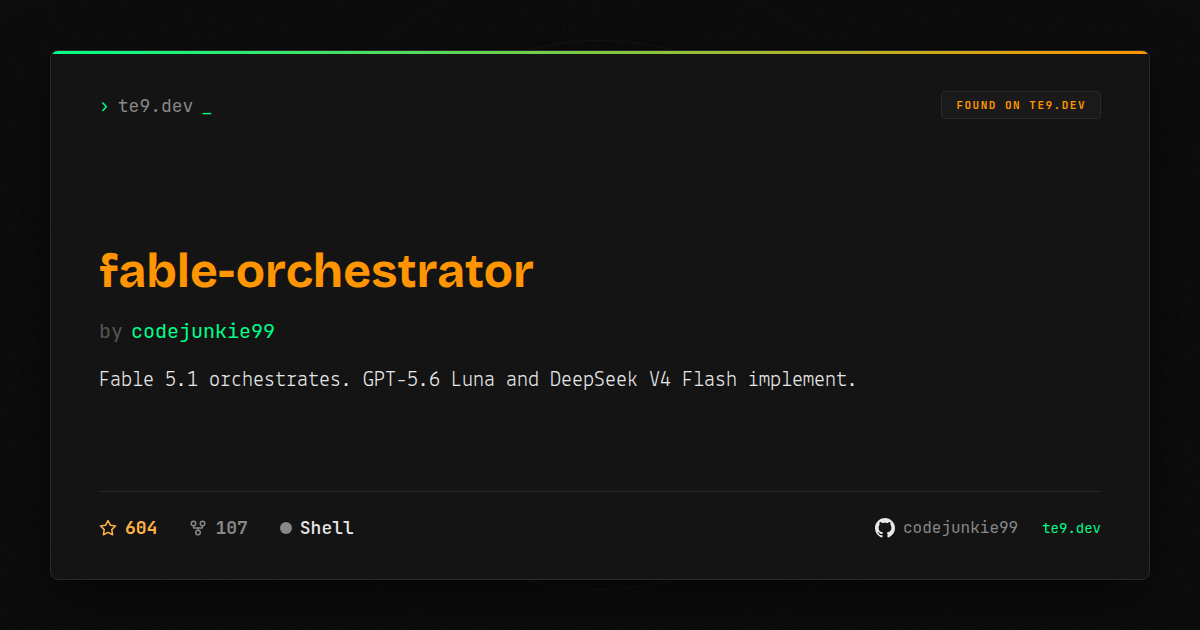 › te9.dev _
FOUND ON TE9.DEV
fable-orchestrator
by codejunkie99
Fable 5.1 orchestrates. GPT-5.6 Luna and DeepSeek V4 Flash implement.
604 107 Shell
codejunkie99 te9.dev